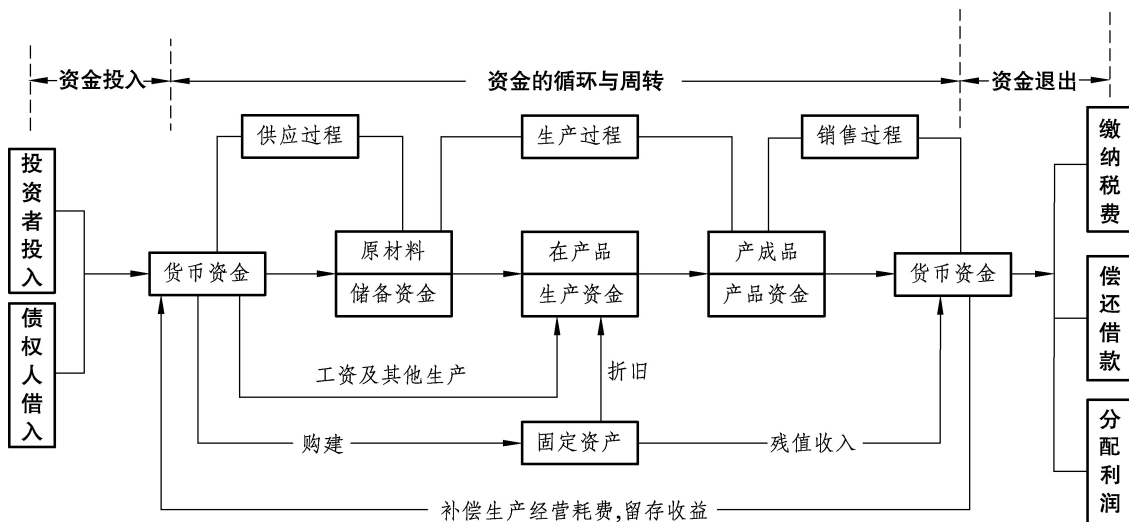 资金投入
资金的循环与周转
资金退出
供应过程
生产过程
销售过程
投资者投入
债权人借入
货币资金
原材料
储备资金
在产品
生产资金
产成品
产品资金
货币资金
缴纳税费
偿还借款
分配利润
工资及其他生产
折旧
购建
固定资产
残值收入
补偿生产经营耗费,留存收益